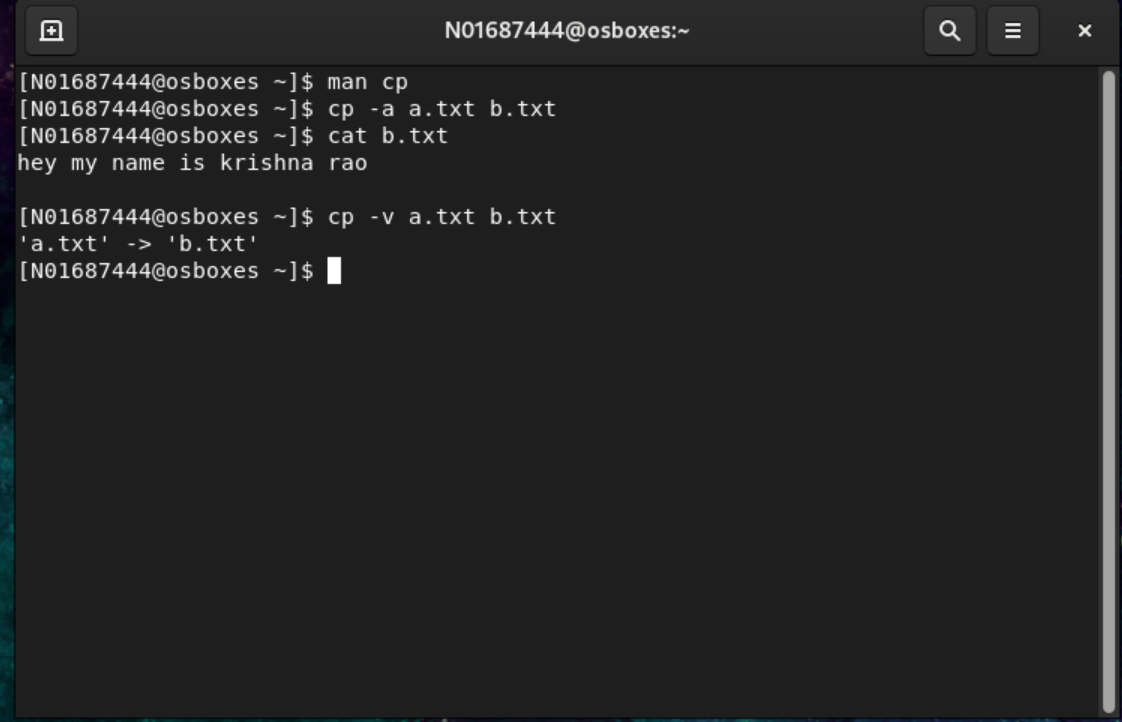 N01687444@osboxes:~
[N01687444@osboxes ~]$ man cp
[N01687444@osboxes ~]$ cp -a a.txt b.txt
[N01687444@osboxes ~]$ cat b.txt
hey my name is krishna rao
[N01687444@osboxes ~]$ cp -v a.txt b.txt
'a.txt' -> 'b.txt'
[N01687444@osboxes ~]$